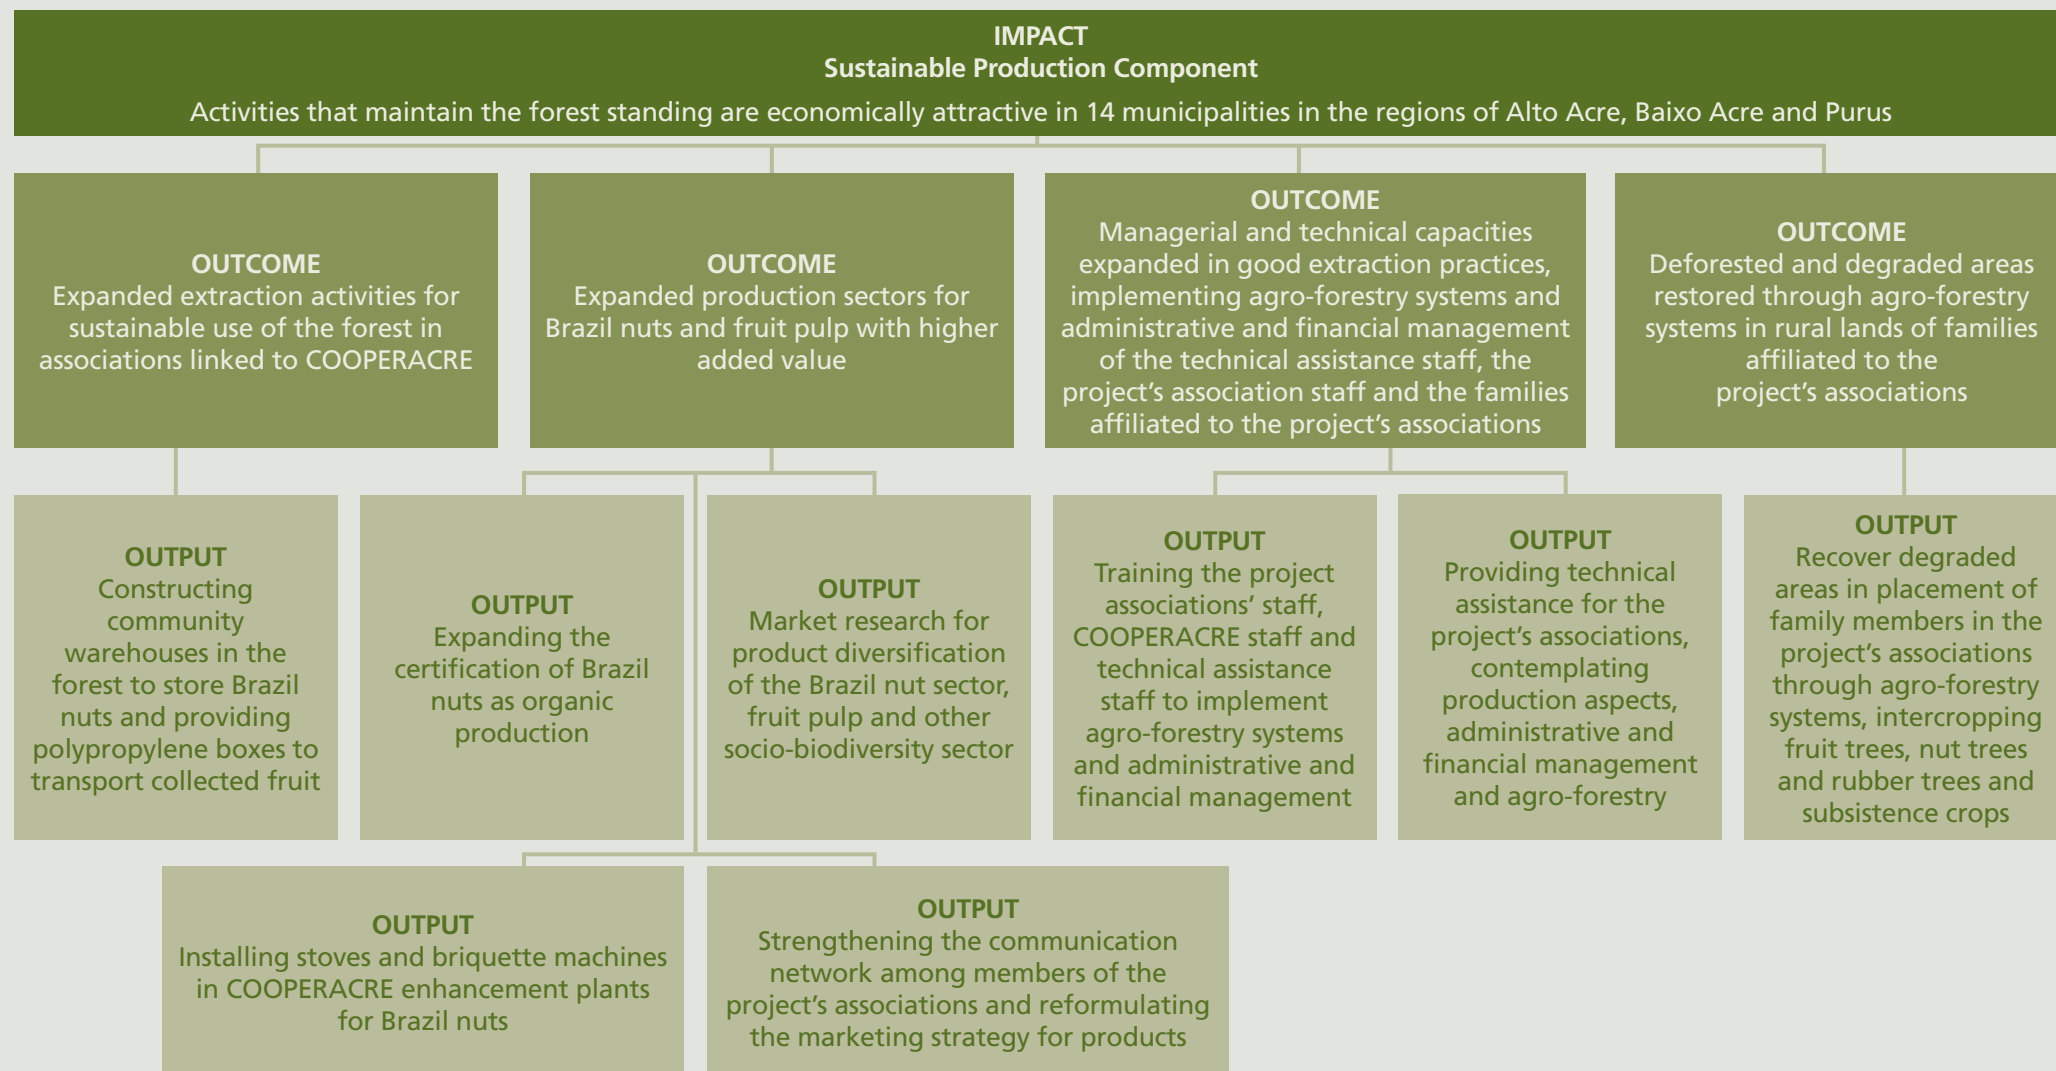 IMPACT
Sustainable Production Component
Activities that maintain the forest standing are economically attractive in 14 municipalities in the regions of Alto Acre, Baixo Acre and Purus
OUTCOME
Expanded extraction activities for
sustainable use of the forest in
associations linked to COOPERACRE
OUTCOME
Expanded production sectors for
Brazil nuts and fruit pulp with higher
added value
OUTCOME
Managerial and technical capacities
expanded in good extraction practices,
implementing agro-forestry systems and
administrative and financial management
of the technical assistance staff, the
project’s association staff and the families
affiliated to the project’s associations
OUTCOME
Deforested and degraded areas
restored through agro-forestry
systems in rural lands of families
affiliated to the
project’s associations
OUTPUT
Constructing
community
warehouses in the
forest to store Brazil
nuts and providing
polypropylene boxes to
transport collected fruit
OUTPUT
Expanding the
certification of Brazil
nuts as organic
production
OUTPUT
Market research for
product diversification
of the Brazil nut sector,
fruit pulp and other
socio-biodiversity sector
OUTPUT
Training the project
associations’ staff,
COOPERACRE staff and
technical assistance
staff to implement
agro-forestry systems
and administrative and
financial management
OUTPUT
Providing technical
assistance for the
project’s associations,
contemplating
production aspects,
administrative and
financial management
and agro-forestry
OUTPUT
Recover degraded
areas in placement of
family members in the
project’s associations
through agro-forestry
systems, intercropping
fruit trees, nut trees
and rubber trees and
subsistence crops
OUTPUT
Installing stoves and briquette machines
in COOPERACRE enhancement plants
for Brazil nuts
OUTPUT
Strengthening the communication
network among members of the
project’s associations and reformulating
the marketing strategy for products